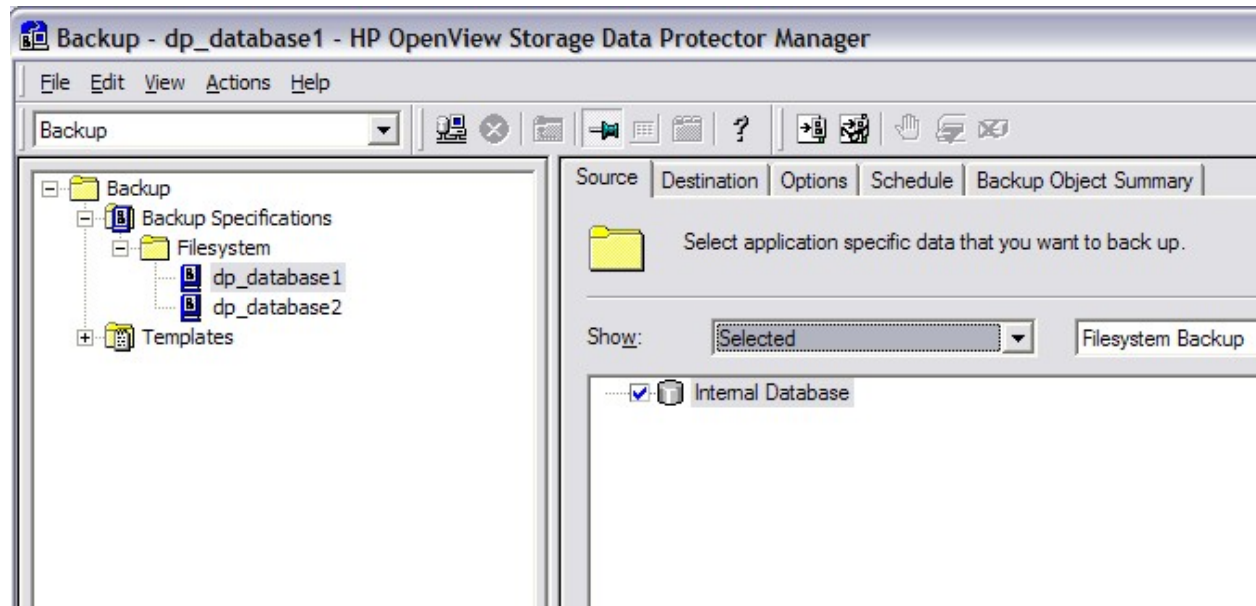 Backup - dp_database1 - HP OpenView Storage Data Protector Manager
File Edit View Actions Help
Backup
Backup
Backup Specifications
Filesystem
dp_database1
dp_database2
Templates
Source Destination Options Schedule Backup Object Summary
Select application specific data that you want to back up.
Show: Selected Filesystem Backup
Internal Database